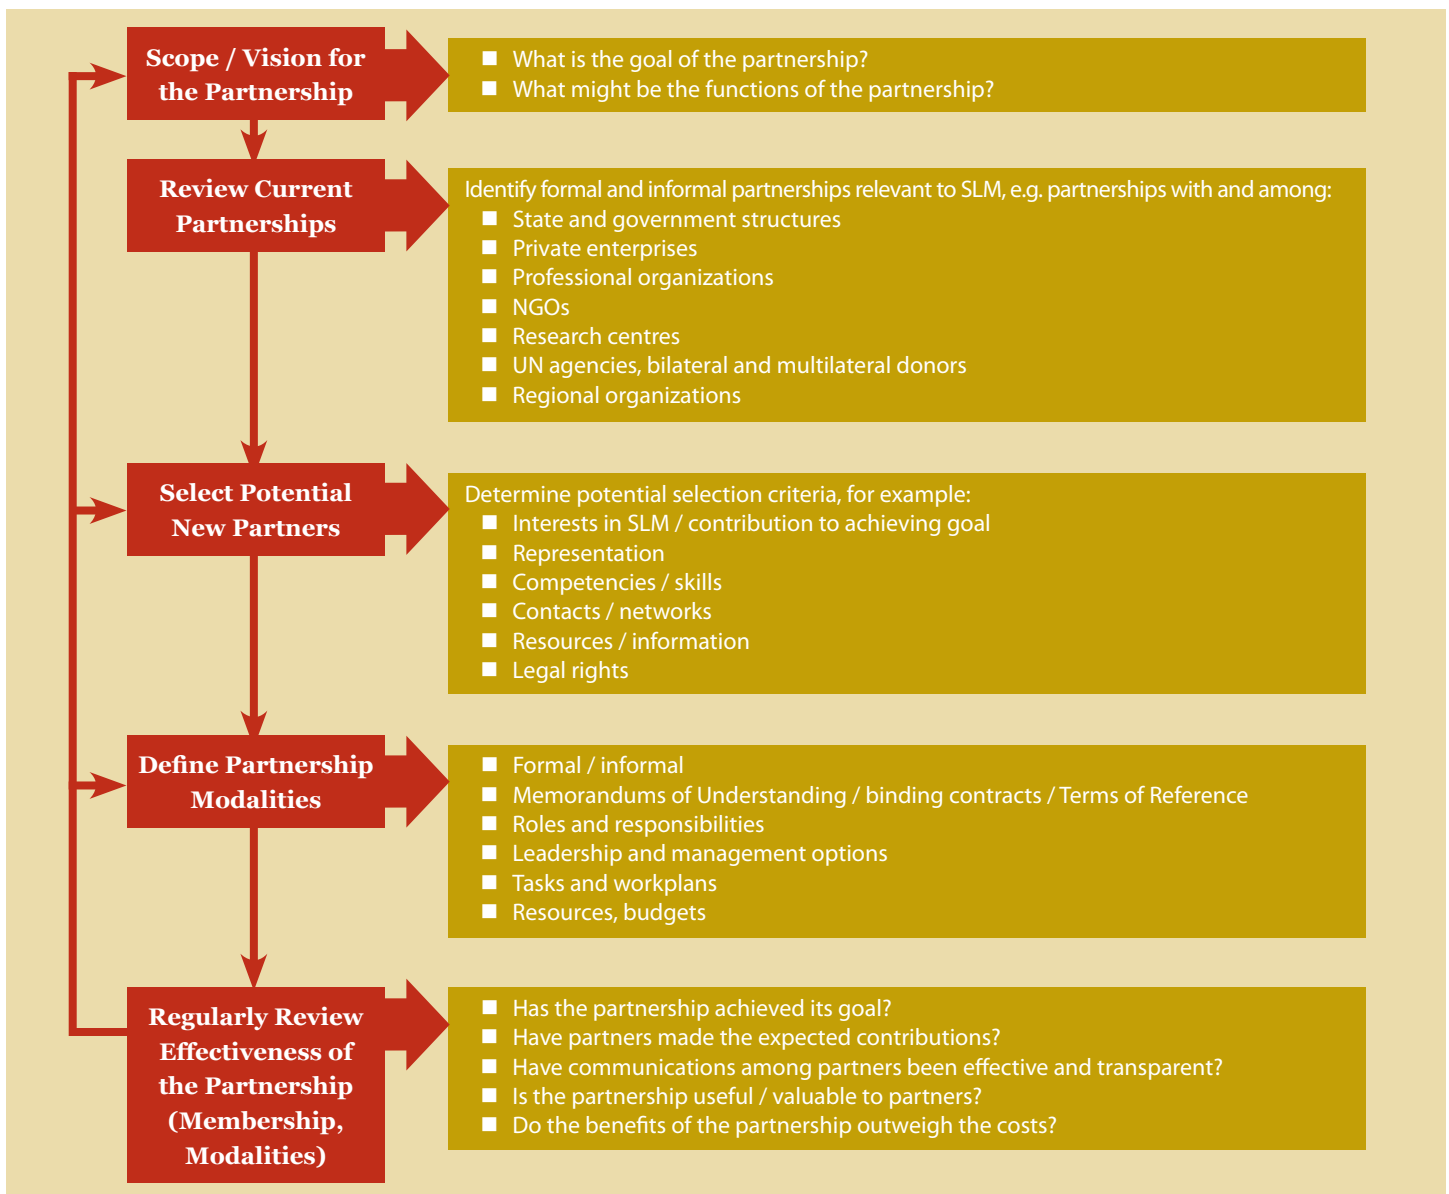 Scope / Vision for
the Partnership
■ What is the goal of the partnership?
■ What might be the functions of the partnership?
Review Current
Partnerships
Identify formal and informal partnerships relevant to SLM, e.g. partnerships with and among:
■ State and government structures
■ Private enterprises
■ Professional organizations
■ NGOs
■ Research centres
■ UN agencies, bilateral and multilateral donors
■ Regional organizations
Select Potential
New Partners
Determine potential selection criteria, for example:
■ Interests in SLM / contribution to achieving goal
■ Representation
■ Competencies / skills
■ Contacts / networks
■ Resources / information
■ Legal rights
Define Partnership
Modalities
■ Formal / informal
■ Memorandums of Understanding / binding contracts / Terms of Reference
■ Roles and responsibilities
■ Leadership and management options
■ Tasks and workplans
■ Resources, budgets
Regularly Review
Effectiveness of
the Partnership
(Membership,
Modalities)
■ Has the partnership achieved its goal?
■ Have partners made the expected contributions?
■ Have communications among partners been effective and transparent?
■ Is the partnership useful / valuable to partners?
■ Do the benefits of the partnership outweigh the costs?